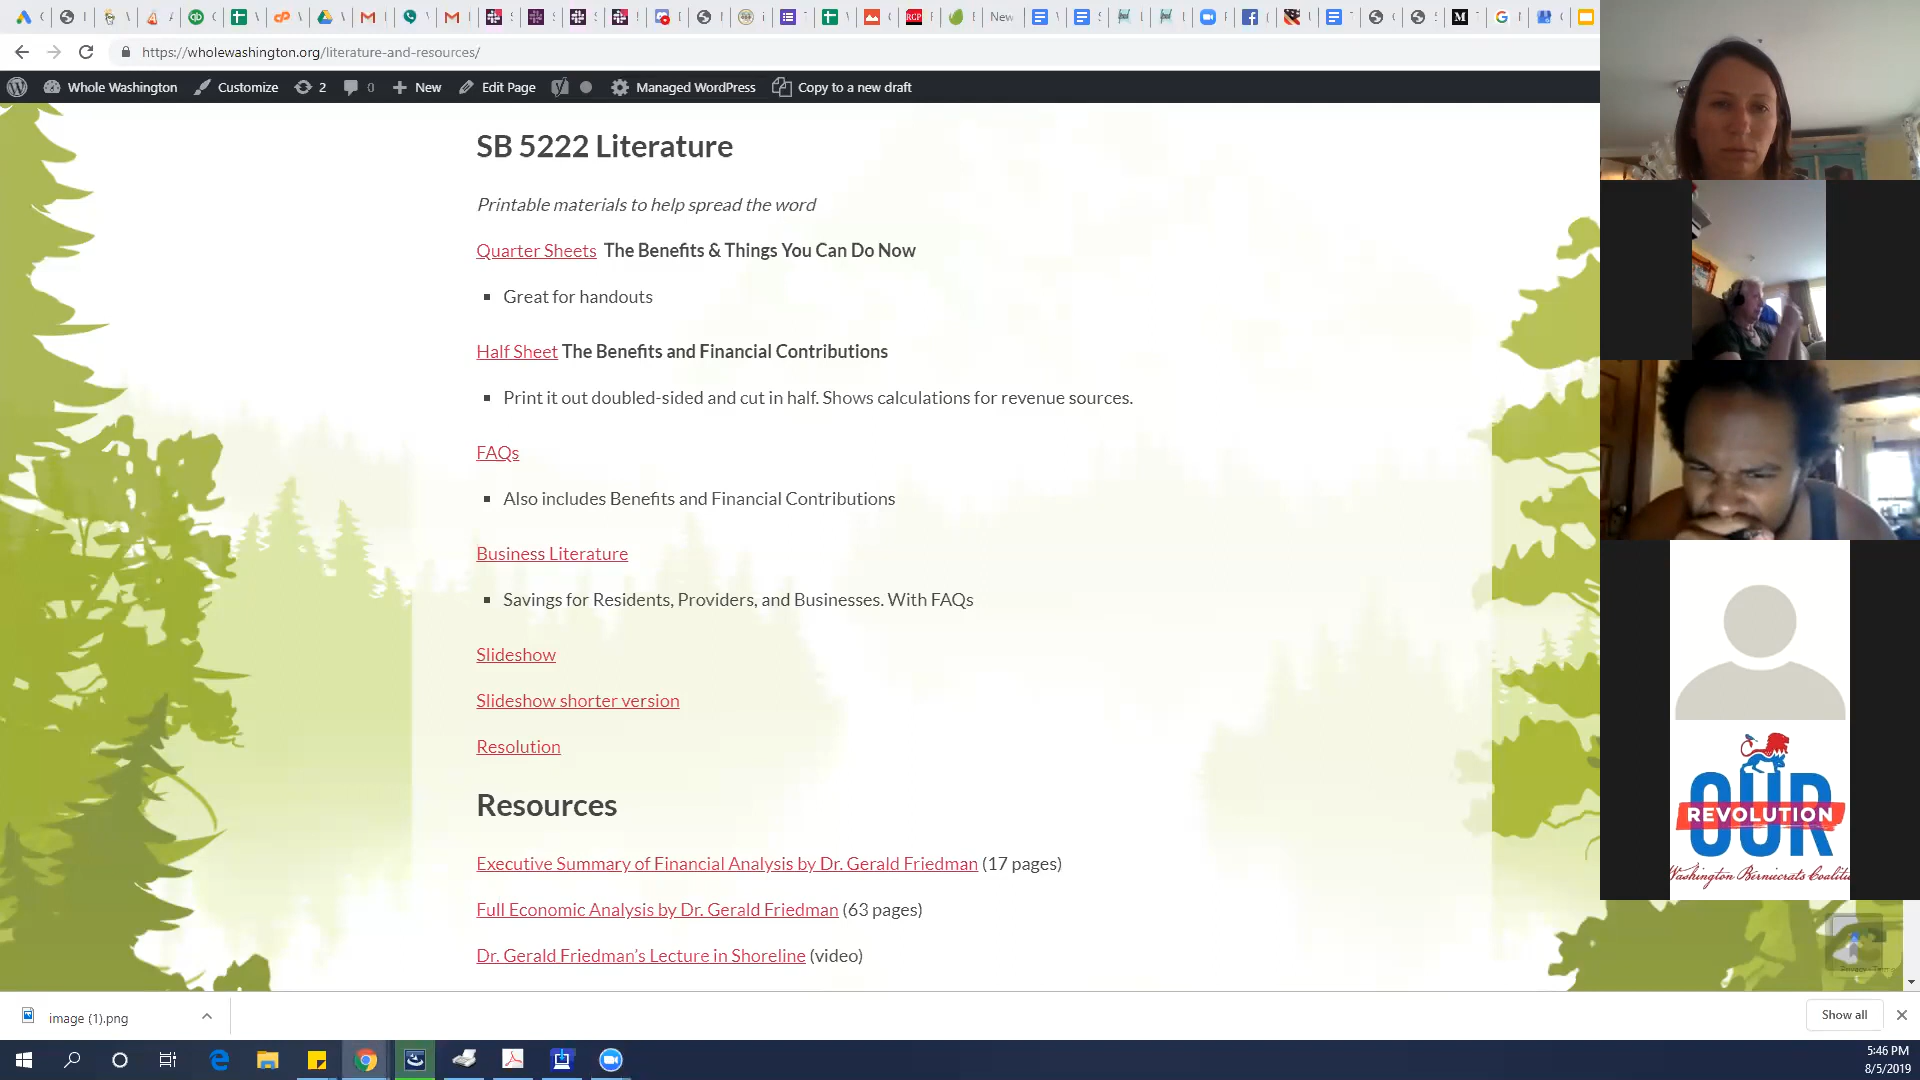 New
https://wholewashington.org/literature-and-resources/
Whole Washington Customize 2 0 New Edit Page Managed WordPress Copy to a new draft
SB 5222 Literature
Printable materials to help spread the word
Quarter Sheets The Benefits & Things You Can Do Now
Great for handouts
Half Sheet The Benefits and Financial Contributions
Print it out doubled-sided and cut in half. Shows calculations for revenue sources.
FAQs
Also includes Benefits and Financial Contributions
Business Literature
Savings for Residents, Providers, and Businesses. With FAQs
Slideshow
Slideshow shorter version
Resolution
Resources
Executive Summary of Financial Analysis by Dr. Gerald Friedman (17 pages)
Full Economic Analysis by Dr. Gerald Friedman (63 pages)
Dr. Gerald Friedman's Lecture in Shoreline (video)
OUR
REVOLUTION
Washington Berniecrats Coaliti
Privacy - Terms
image (1).png
Show all
5:46 PM
8/5/2019